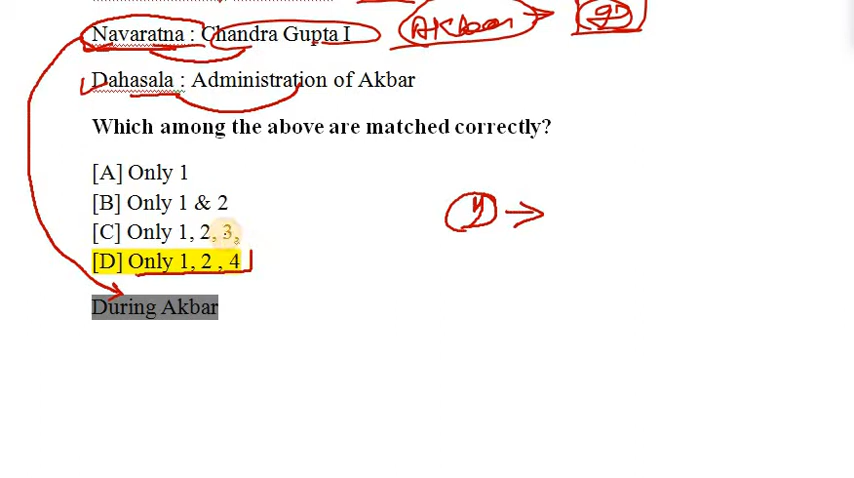 Navaratna : Chandra Gupta I
AKbar
Dahasala : Administration of Akbar
Which among the above are matched correctly?
[A] Only 1
[B] Only 1 & 2
[C] Only 1, 2, 3,
[D] Only 1, 2 , 4
During Akbar